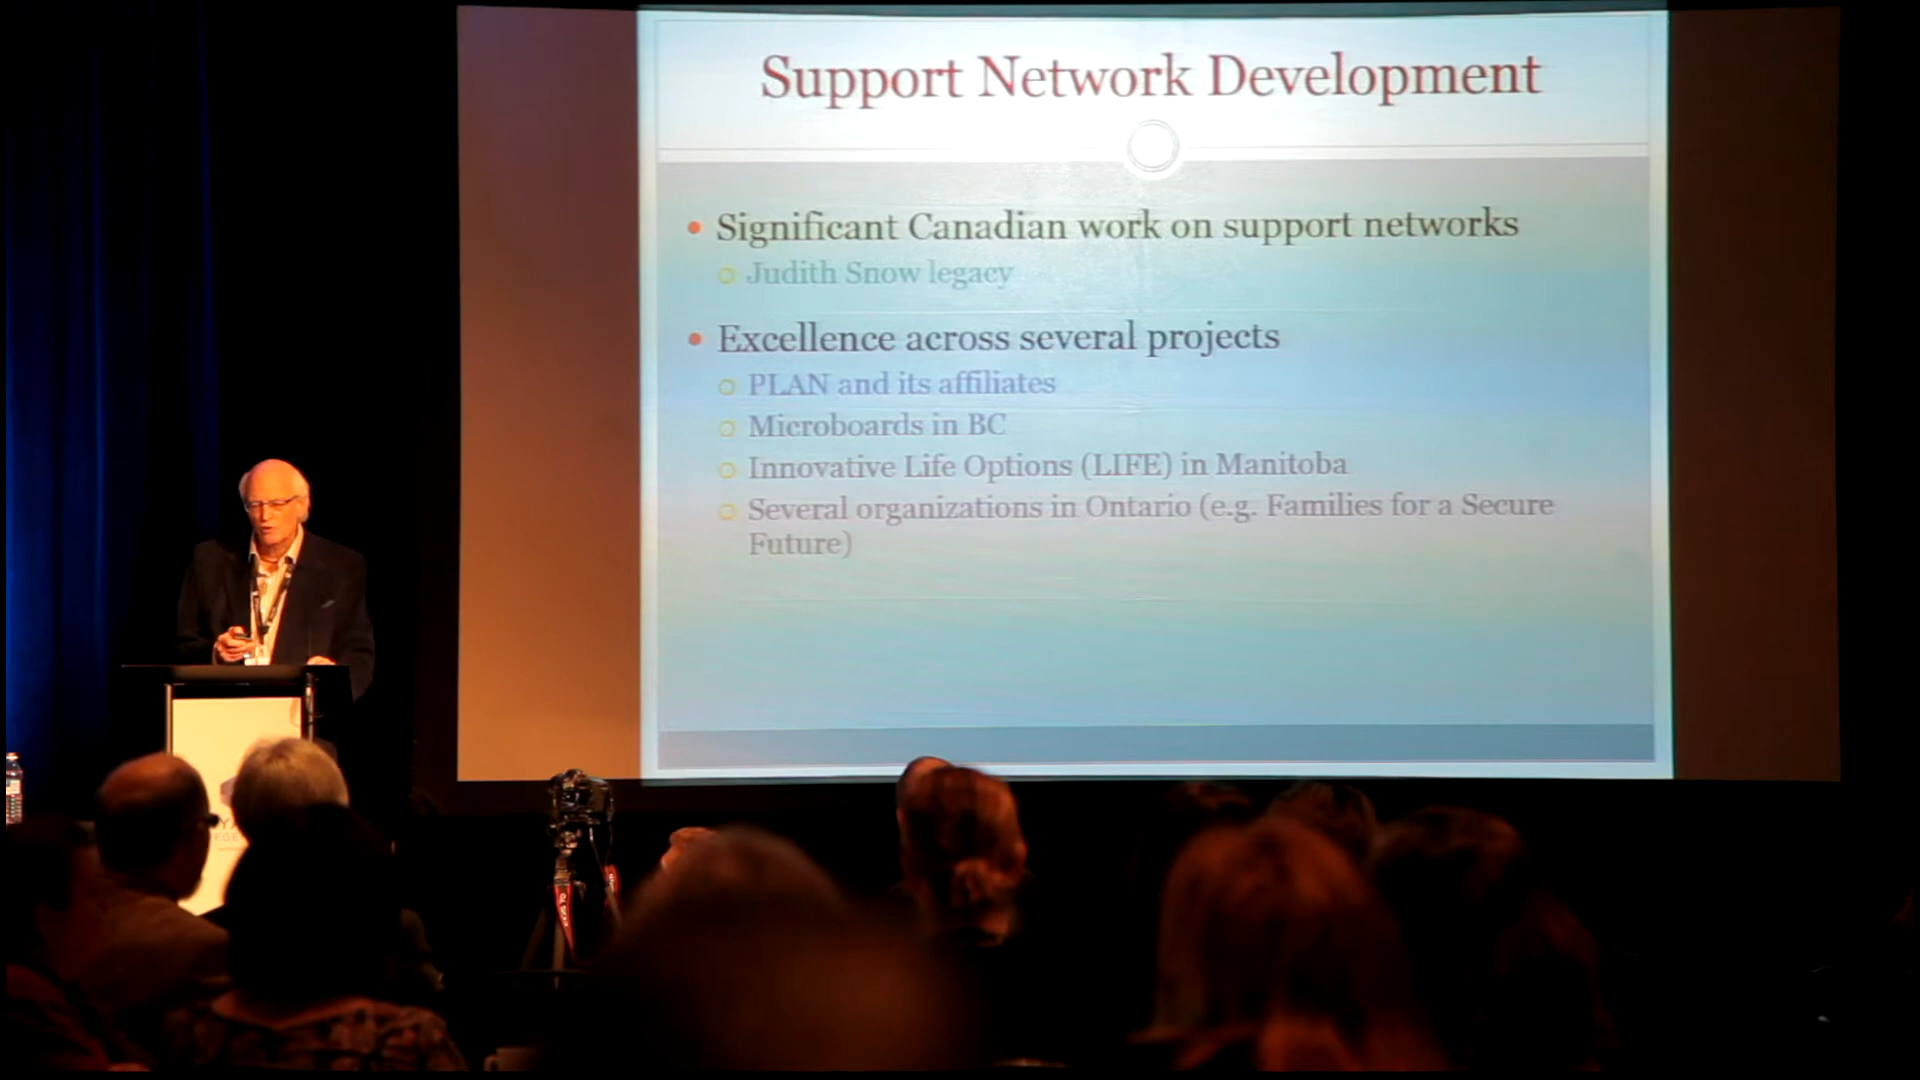 Support Network Development
• Significant Canadian work on support networks
o Judith Snow legacy
• Excellence across several projects
o PLAN and its affiliates
o Microboards in BC
o Innovative Life Options (LIFE) in Manitoba
o Several organizations in Ontario (e.g. Families for a Secure
Future)